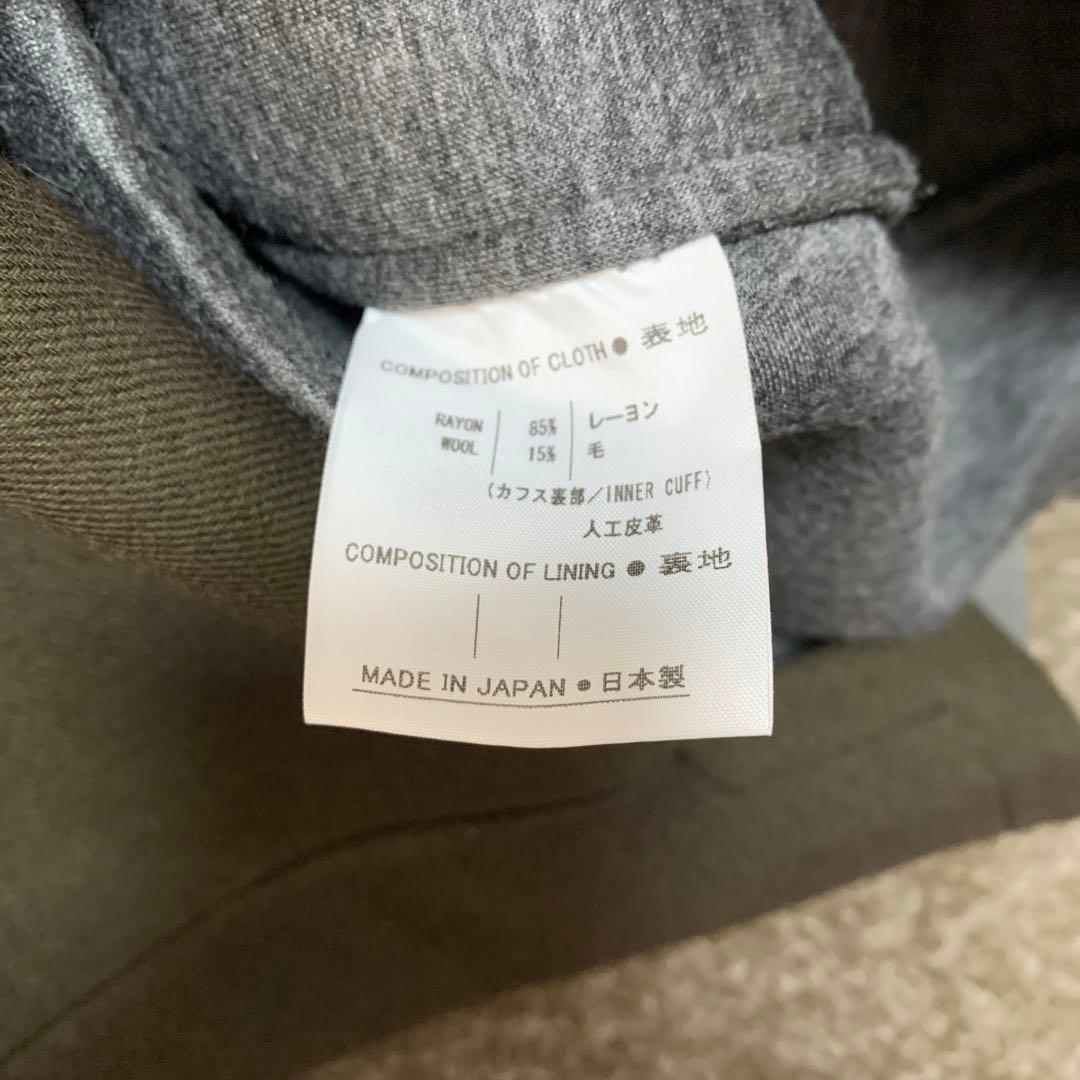 COMPOSITION OF CLOTH ● 表地
RAYON 85% レーヨン
WOOL 15% 毛
(カフス裏部/INNER CUFF)
人工皮革
COMPOSITION OF LINING ● 裏地
MADE IN JAPAN ● 日本製